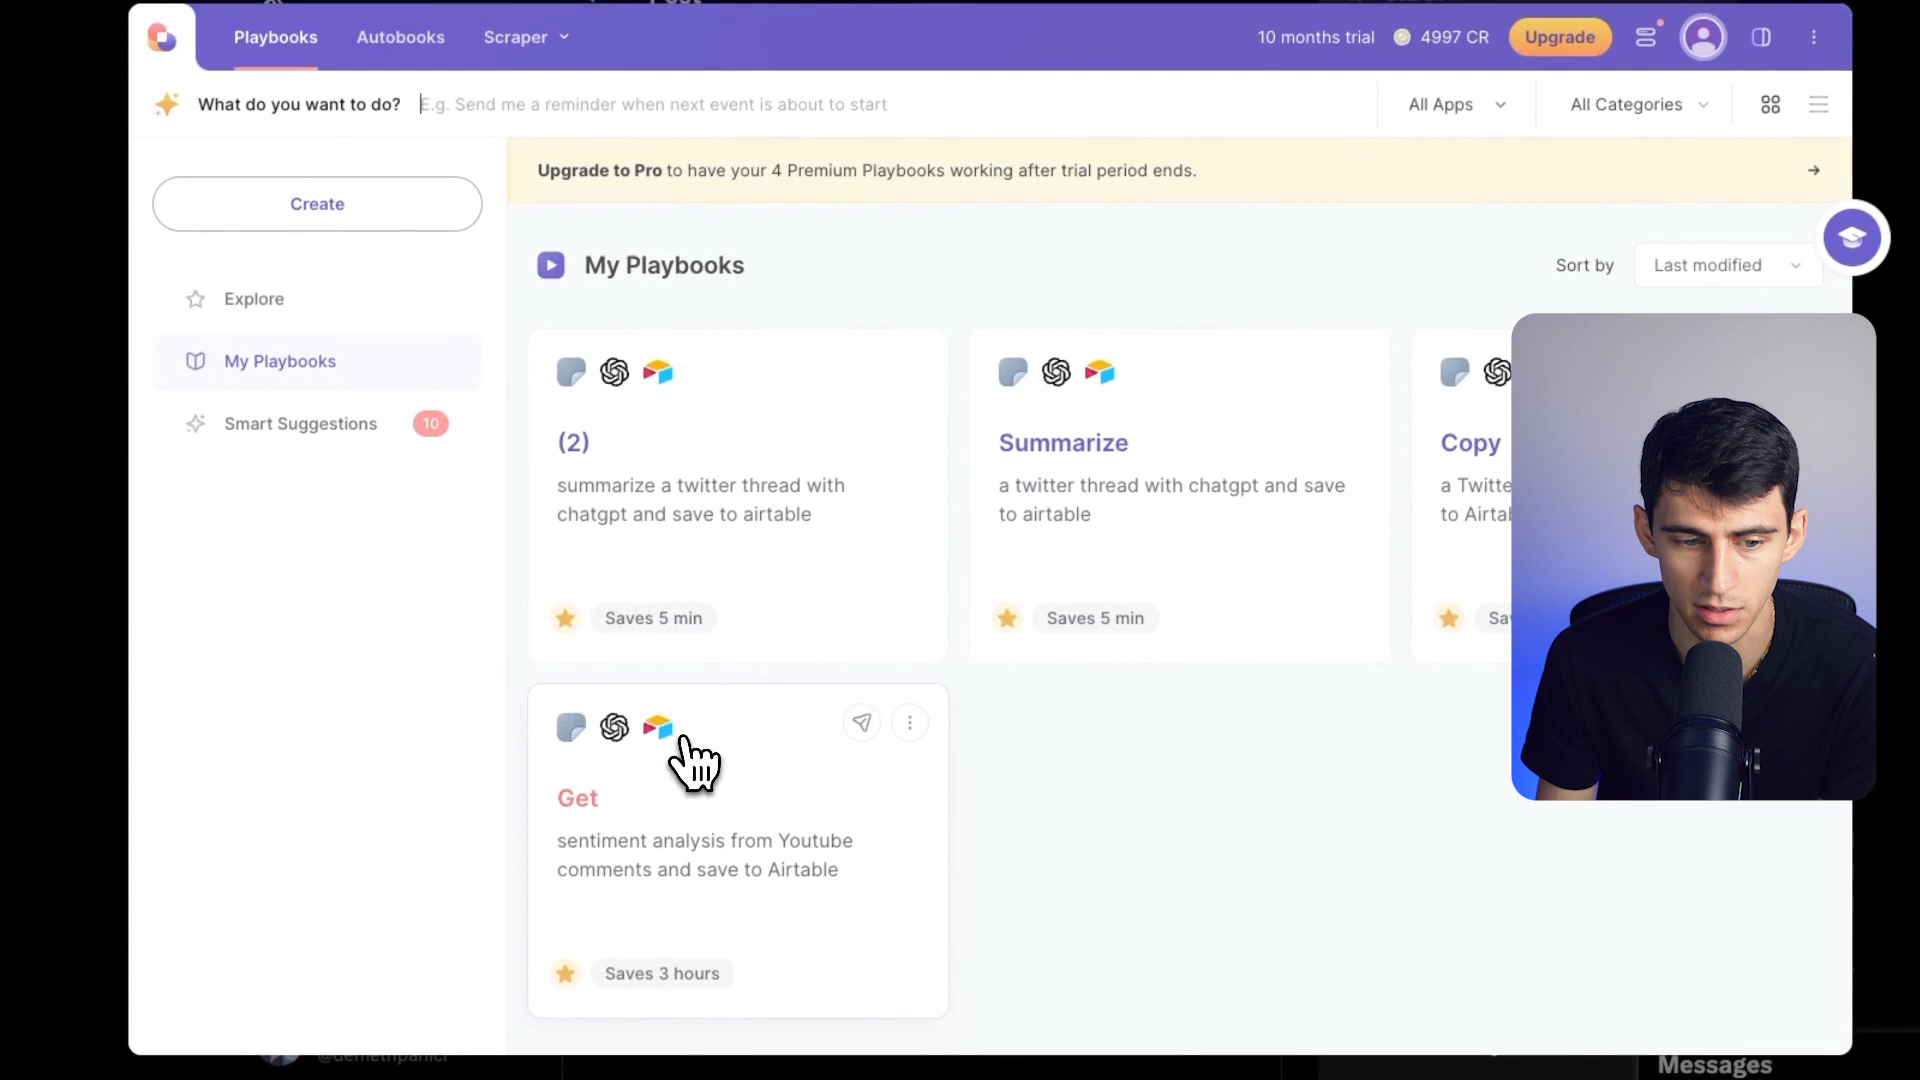 Playbooks
Autobooks
Scraper
10 months trial
4997 CR
Upgrade
What do you want to do?
E.g. Send me a reminder when next event is about to start
All Apps
All Categories
Upgrade to Pro to have your 4 Premium Playbooks working after trial period ends.
Create
Explore
My Playbooks
Smart Suggestions
10
My Playbooks
Sort by
Last modified
(2)
summarize a twitter thread with
chatgpt and save to airtable
Saves 5 min
Summarize
a twitter thread with chatgpt and save
to airtable
Saves 5 min
Copy
a
to
Get
sentiment analysis from Youtube
comments and save to Airtable
Saves 3 hours
Messages